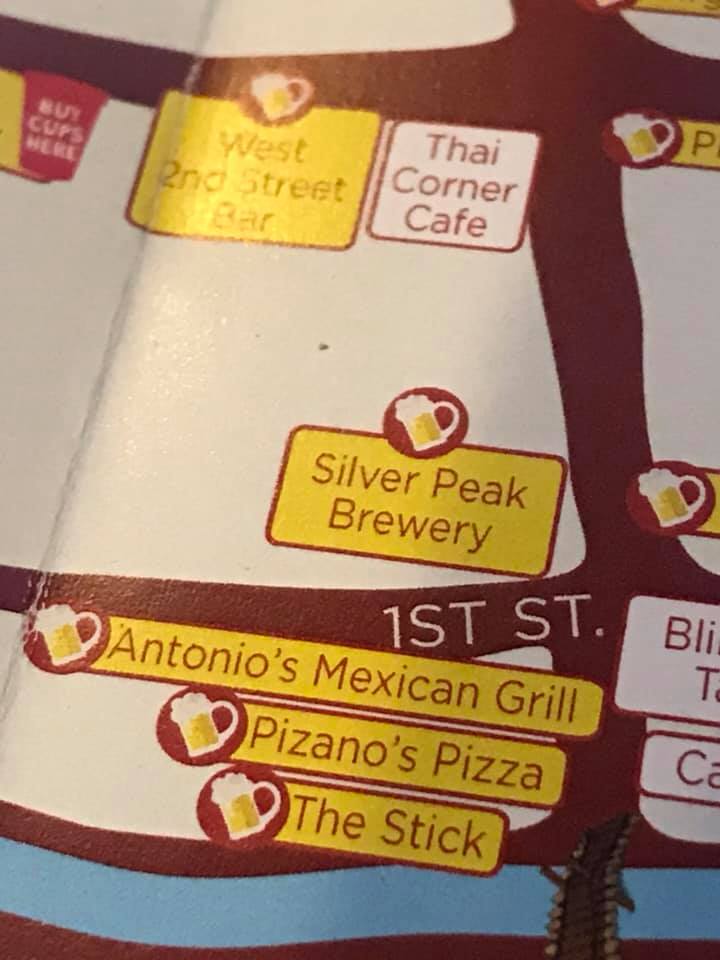 BUY
CUPS
HERE
West
2nd Street
Bar
Thai
Corner
Cafe
Silver Peak
Brewery
1ST ST.
Antonio's Mexican Grill
Pizano's Pizza
The Stick